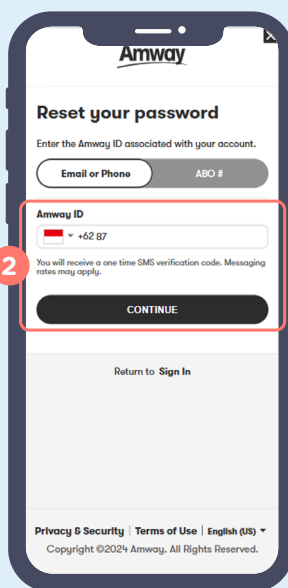 Amway
Reset your password
Enter the Amway ID associated with your account.
Email or Phone ABO #
Amway ID
+62 87
2
You will receive a one time SMS verification code. Messaging
rates may apply.
CONTINUE
Return to Sign In
Privacy & Security | Terms of Use | English (US)
Copyright ©2024 Amway. All Rights Reserved.